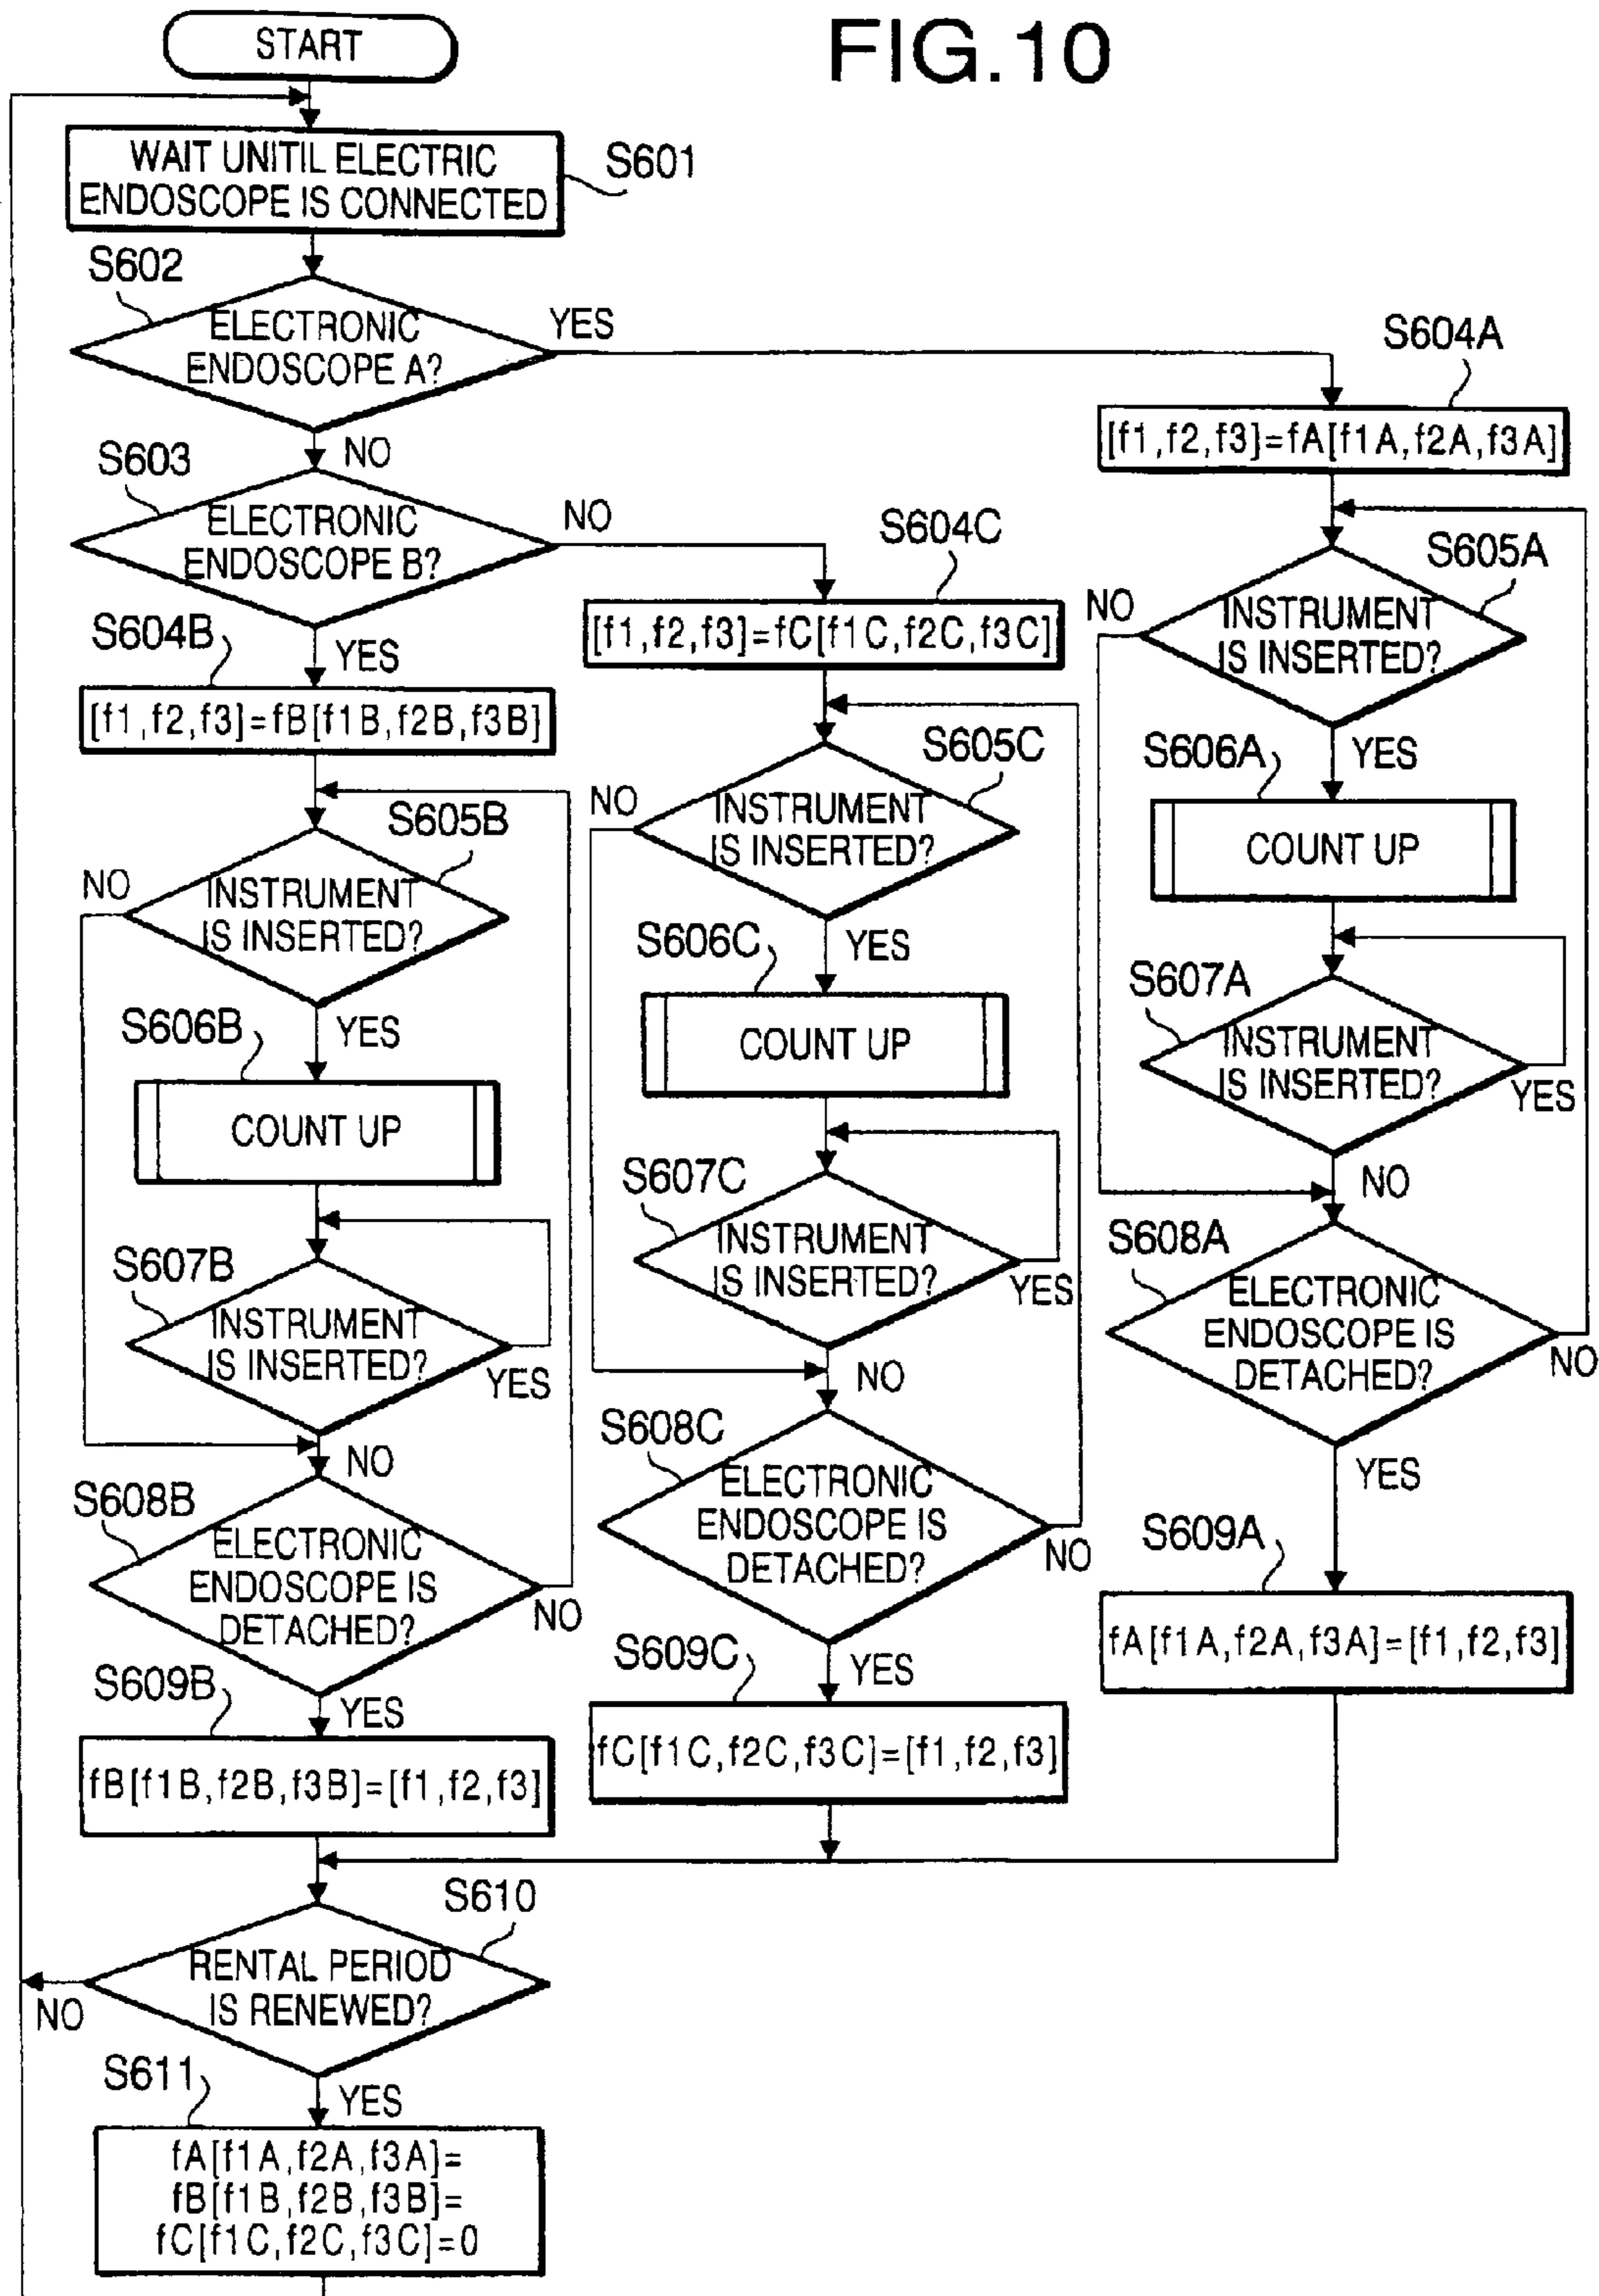 FIG.10
START
WAIT UNITIL ELECTRIC
ENDOSCOPE IS CONNECTED
S601
S602
ELECTRONIC
ENDOSCOPE A?
YES
NO
S603
ELECTRONIC
ENDOSCOPE B?
NO
YES
S604B
[f1,f2,f3]=fB[f1B,f2B,f3B]
S605B
INSTRUMENT
IS INSERTED?
NO
YES
S606B
COUNT UP
S607B
INSTRUMENT
IS INSERTED?
YES
NO
S608B
ELECTRONIC
ENDOSCOPE IS
DETACHED?
NO
YES
S609B
fB[f1B,f2B,f3B]=[f1,f2,f3]
S604C
[f1,f2,f3]=fC[f1C,f2C,f3C]
S605C
INSTRUMENT
IS INSERTED?
NO
YES
S606C
COUNT UP
S607C
INSTRUMENT
IS INSERTED?
YES
NO
S608C
ELECTRONIC
ENDOSCOPE IS
DETACHED?
NO
YES
S609C
fC[f1C,f2C,f3C]=[f1,f2,f3]
S604A
[f1,f2,f3]=fA[f1A,f2A,f3A]
S605A
INSTRUMENT
IS INSERTED?
NO
YES
S606A
COUNT UP
S607A
INSTRUMENT
IS INSERTED?
YES
NO
S608A
ELECTRONIC
ENDOSCOPE IS
DETACHED?
NO
YES
S609A
fA[f1A,f2A,f3A]=[f1,f2,f3]
S610
RENTAL PERIOD
IS RENEWED?
NO
YES
S611
fA[f1A,f2A,f3A]=
fB[f1B,f2B,f3B]=
fC[f1C,f2C,f3C]=0